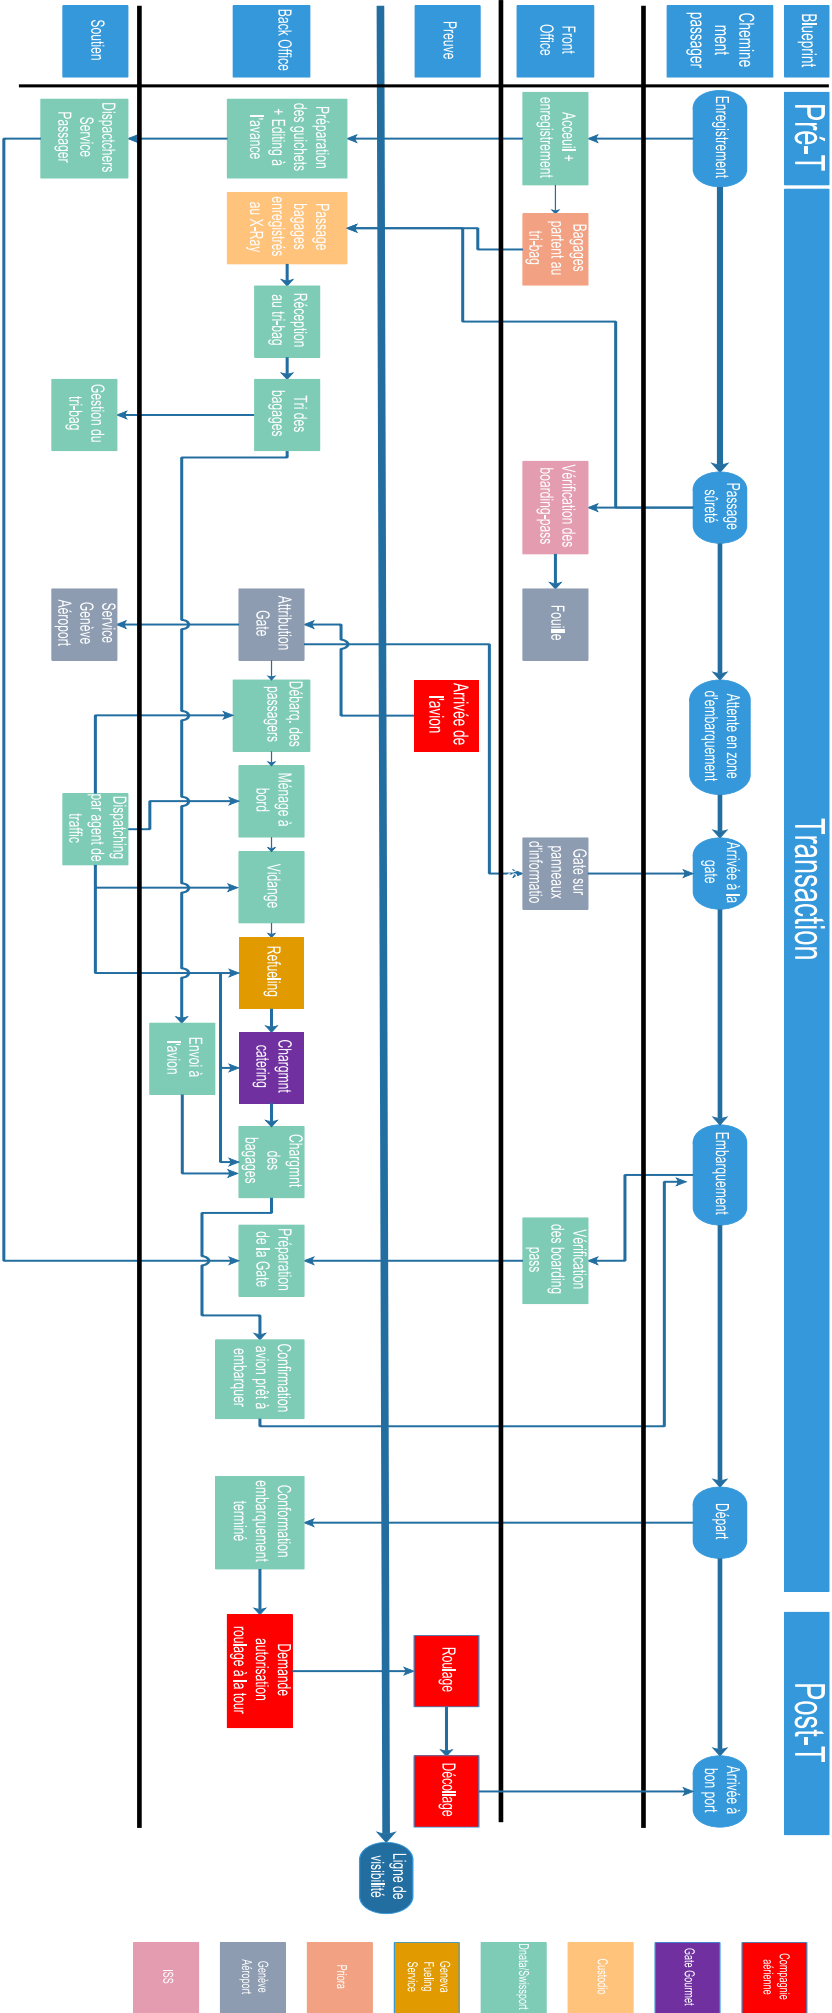 Blueprint
Pré-T
Transaction
Post-T
Chemine
ment
passager
Enregistrement
Passage
sûreté
Attente en zone
d'embarquement
Arrivée à la
gate
Embarquement
Départ
Arrivée à
bon port
Front
Office
Acceuil +
enregistrement
Bagages
partent au
tri-bag
Vérification des
boarding-pass
Fouille
Gate sur
panneaux
d'informatio
Vérification
des boarding
pass
Preuve
Arrivée de
l'avion
Roulage
Décollage
Ligne de
visibilité
Back Office
Préparation
des guichets
+ Editing à
l'avance
Passage
bagages
enregistrés
au X-Ray
Réception
au tri-bag
Tri des
bagages
Attribution
Gate
Débarq. des
passagers
Ménage à
bord
Vidange
Refueling
Chargmnt
catering
Chargmnt
des
bagages
Préparation
de la Gate
Confirmation
avion prêt à
embarquer
Conformation
embarquement
terminé
Demande
autorisation
roulage à la tour
Envoi à
l'avion
Soutien
Dispactchers
Service
Passager
Gestion du
tri-bag
Service
Genève
Aéroport
Dispatching
par agent de
traffic
Compagnie
aérienne
Gate Gourmet
Custodio
Dnata/Swissport
Geneva
Fueling
Service
Priora
Genève
Aéroport
ISS